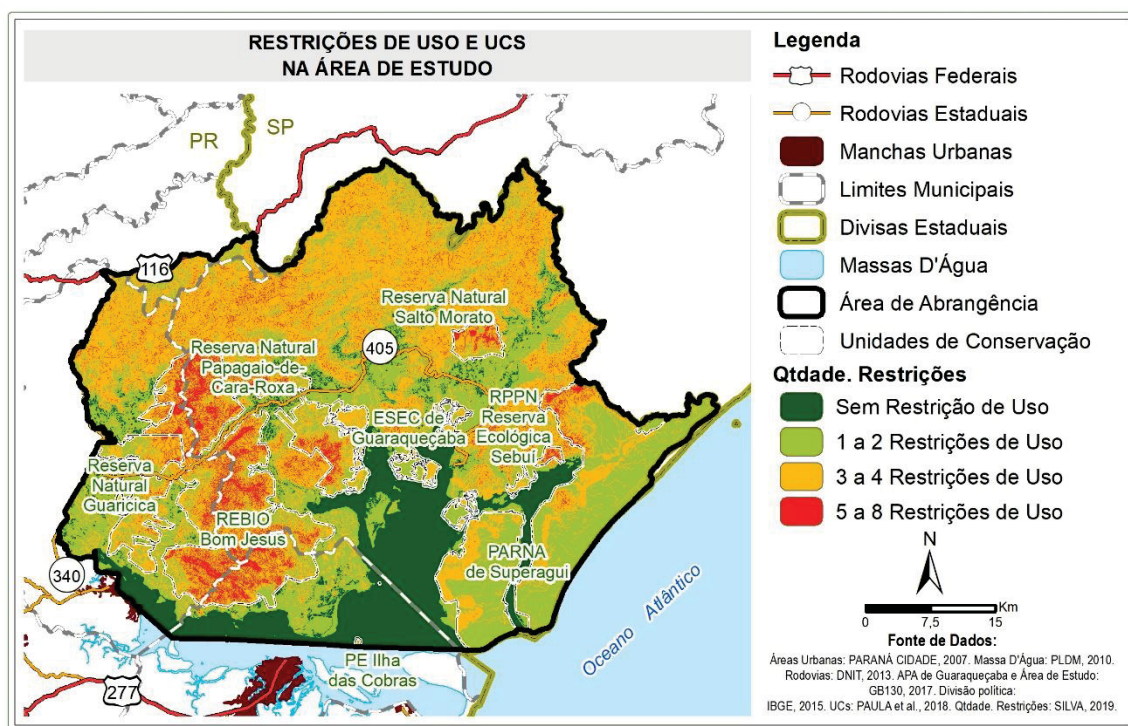 RESTRIÇÕES DE USO E UCS
NA ÁREA DE ESTUDO
PR
SP
116
Reserva Natural
Salto Morato
405
Reserva Natural
Papagaio-de-
Cara-Roxa
ESEC de
Guaraqueçaba
RPPN
Reserva
Ecológica
Sebuí
Reserva
Natural
Guaricica
REBIO
Bom Jesus
PARNA
de Superagui
340
PE Ilha
das Cobras
277
Oceano Atlântico
Legenda
Rodovias Federais
Rodovias Estaduais
Manchas Urbanas
Limites Municipais
Divisas Estaduais
Massas D'Água
Área de Abrangência
Unidades de Conservação
Qtdade. Restrições
Sem Restrição de Uso
1 a 2 Restrições de Uso
3 a 4 Restrições de Uso
5 a 8 Restrições de Uso
N
Km
0 7,5 15
Fonte de Dados:
Áreas Urbanas: PARANÁ CIDADE, 2007. Massa D'Água: PLDM, 2010.
Rodovias: DNIT, 2013. APA de Guaraqueçaba e Área de Estudo:
GB130, 2017. Divisão política:
IBGE, 2015. UCs: PAULA et al., 2018. Qtdade. Restrições: SILVA, 2019.